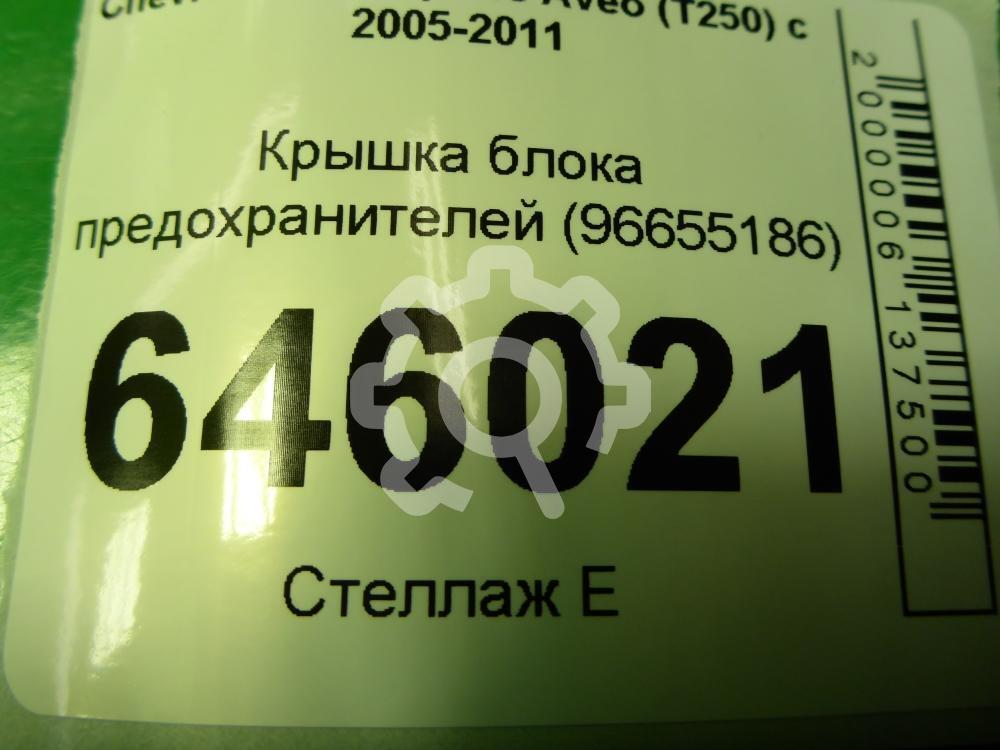 Aveo (T250) с
2005-2011
Крышка блока
предохранителей (96655186)
646021
Стеллаж Е
2000006137500